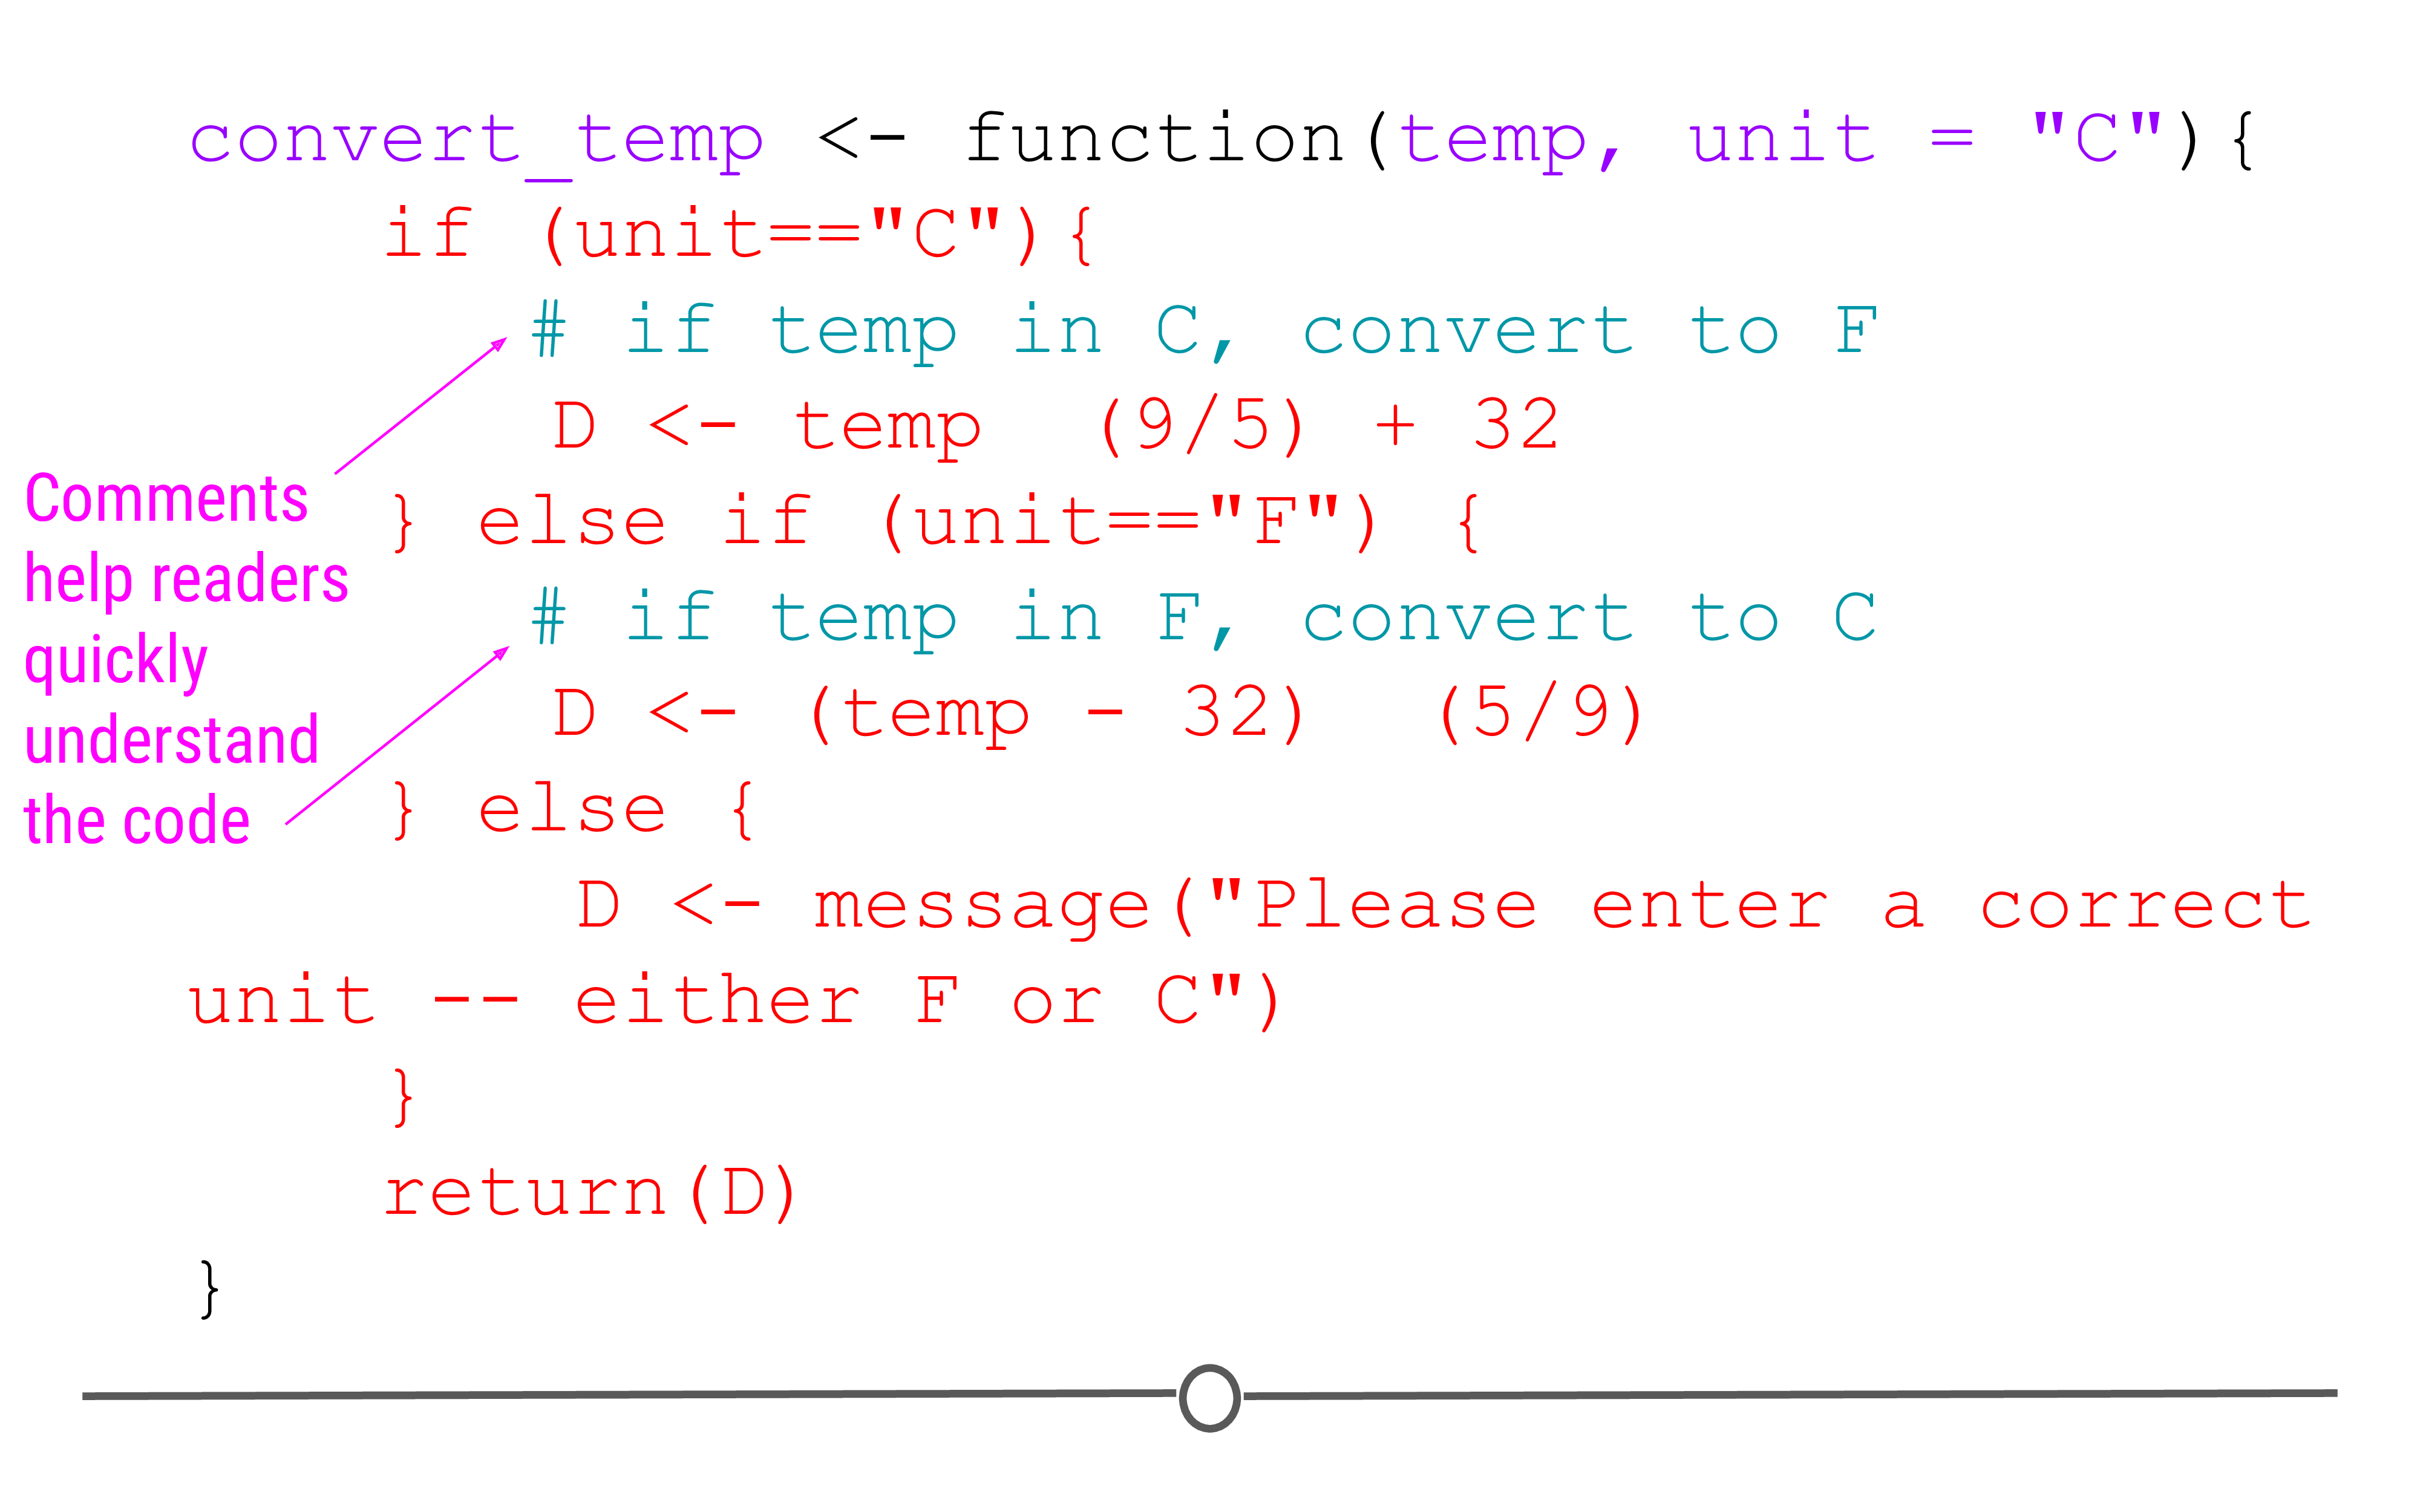 convert_temp <- function(temp, unit = "C"){
if (unit=="C"){
# if temp in C, convert to F
D <- temp   (9/5) + 32
} else if (unit=="F") {
# if temp in F, convert to C
D <- (temp - 32)   (5/9)
} else {
D <- message("Please enter a correct
unit -- either F or C")
}
return(D)
}
Comments
help readers
quickly
understand
the code